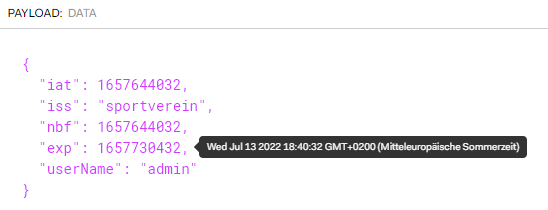 PAYLOAD: DATA
{
"iat": 1657644032,
"iss": "sportverein",
"nbf": 1657644032,
"exp": 1657730432, Wed Jul 13 2022 18:40:32 GMT+0200 (Mitteleuropäische Sommerzeit)
"userName": "admin"
}